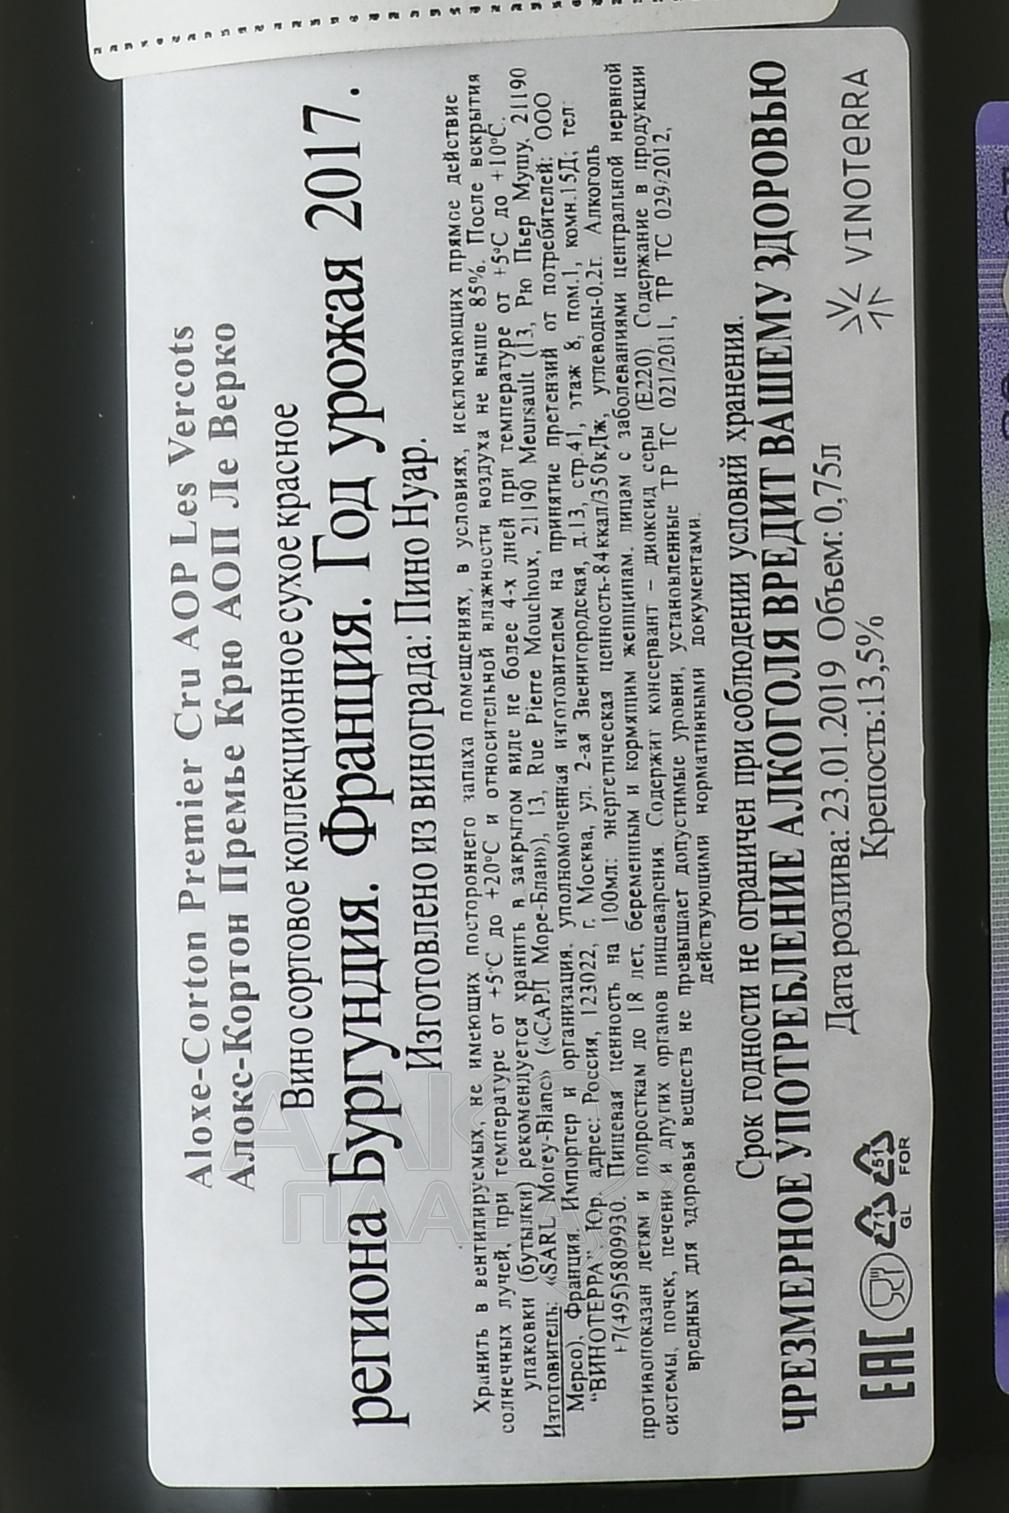 Aloxe-Corton Premier Cru AOP Les Vercots
Алокс-Кортон Премье Крю АОП Ле Верко
Вино сортовое коллекционное сухое красное
региона Бургундия. Франция. Год урожая 2017.
Изготовлено из винограда: Пино Нуар.
Хранить в вентилируемых, не имеющих постороннего запаха помещениях, в условиях, исключающих прямое действие
солнечных лучей, при температуре от +5°C до +20°C и относительной влажности воздуха не выше 85%. После вскрытия
упаковки (бутылки) рекомендуется хранить в закрытом виде не более 4-х дней при температуре от +5°C до +10°C.
Изготовитель: «SARL Morey-Blanc» («САРЛ Море-Блан»), 13, Rue Pierre Mouchoux, 21190 Meursault (13, Рю Пьер Мушу, 21190
Мерсо), Франция. Импортер и организация, уполномоченная изготовителем на принятие претензий от потребителей: ООО
"ВИНОТЕРРА". Юр. адрес: Россия, 123022, г. Москва, ул. 2-ая Звенигородская, д.13, стр.41, этаж 8, пом.1, комн.15Д; тел:
+7(495)5809930. Пищевая ценность на 100мл: энергетическая ценность-84ккал/350кДж, углеводы-0.2г. Алкоголь
противопоказан детям и подросткам до 18 лет, беременным и кормящим женщинам, лицам с заболеваниями центральной нервной
системы, почек, печени и других органов пищеварения. Содержит консервант – диоксид серы (Е220). Содержание в продукции
вредных для здоровья веществ не превышает допустимые уровни, установленные ТР ТС 021/2011, ТР ТС 029/2012,
действующими нормативными документами.
Срок годности не ограничен при соблюдении условий хранения.
ЧРЕЗМЕРНОЕ УПОТРЕБЛЕНИЕ АЛКОГОЛЯ ВРЕДИТ ВАШЕМУ ЗДОРОВЬЮ
Дата розлива: 23.01.2019 Объем: 0,75л
Крепость:13,5%
VINOTERRA
EAC
71 51
GL FOR